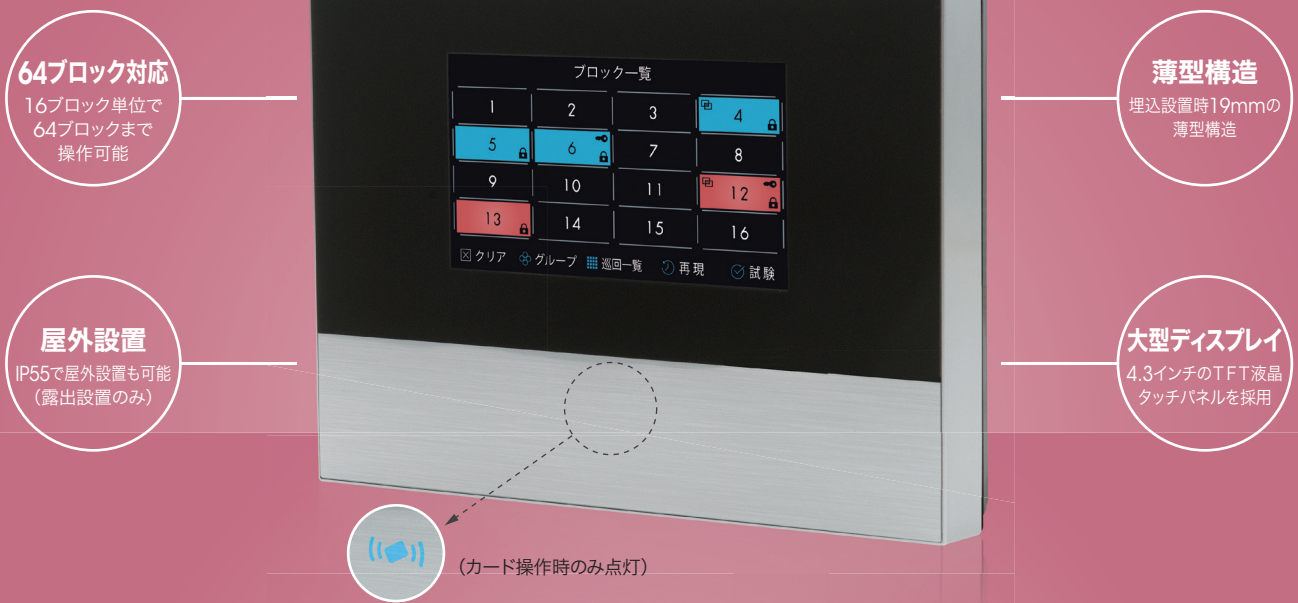 64ブロック対応
16ブロック単位で
64ブロックまで
操作可能
屋外設置
IP55で屋外設置も可能
（露出設置のみ）
ブロック一覧
1 2 3 4
5 6 7 8
9 10 11 12
13 14 15 16
クリア グループ 巡回一覧 再現 試験
(カード操作時のみ点灯)
薄型構造
埋込設置時19mmの
薄型構造
大型ディスプレイ
4.3インチのTFT液晶
タッチパネルを採用